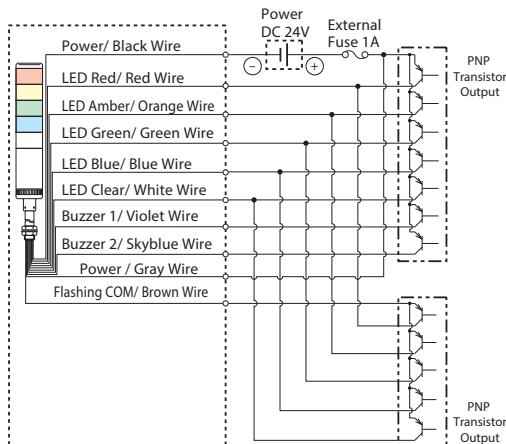 Power
DC 24V
External
Fuse 1A
Power/ Black Wire
LED Red/ Red Wire
LED Amber/ Orange Wire
LED Green/ Green Wire
LED Blue/ Blue Wire
LED Clear/ White Wire
Buzzer 1/ Violet Wire
Buzzer 2/ Skyblue Wire
Power / Gray Wire
Flashing COM/ Brown Wire
− +
PNP
Transistor
Output
PNP
Transistor
Output